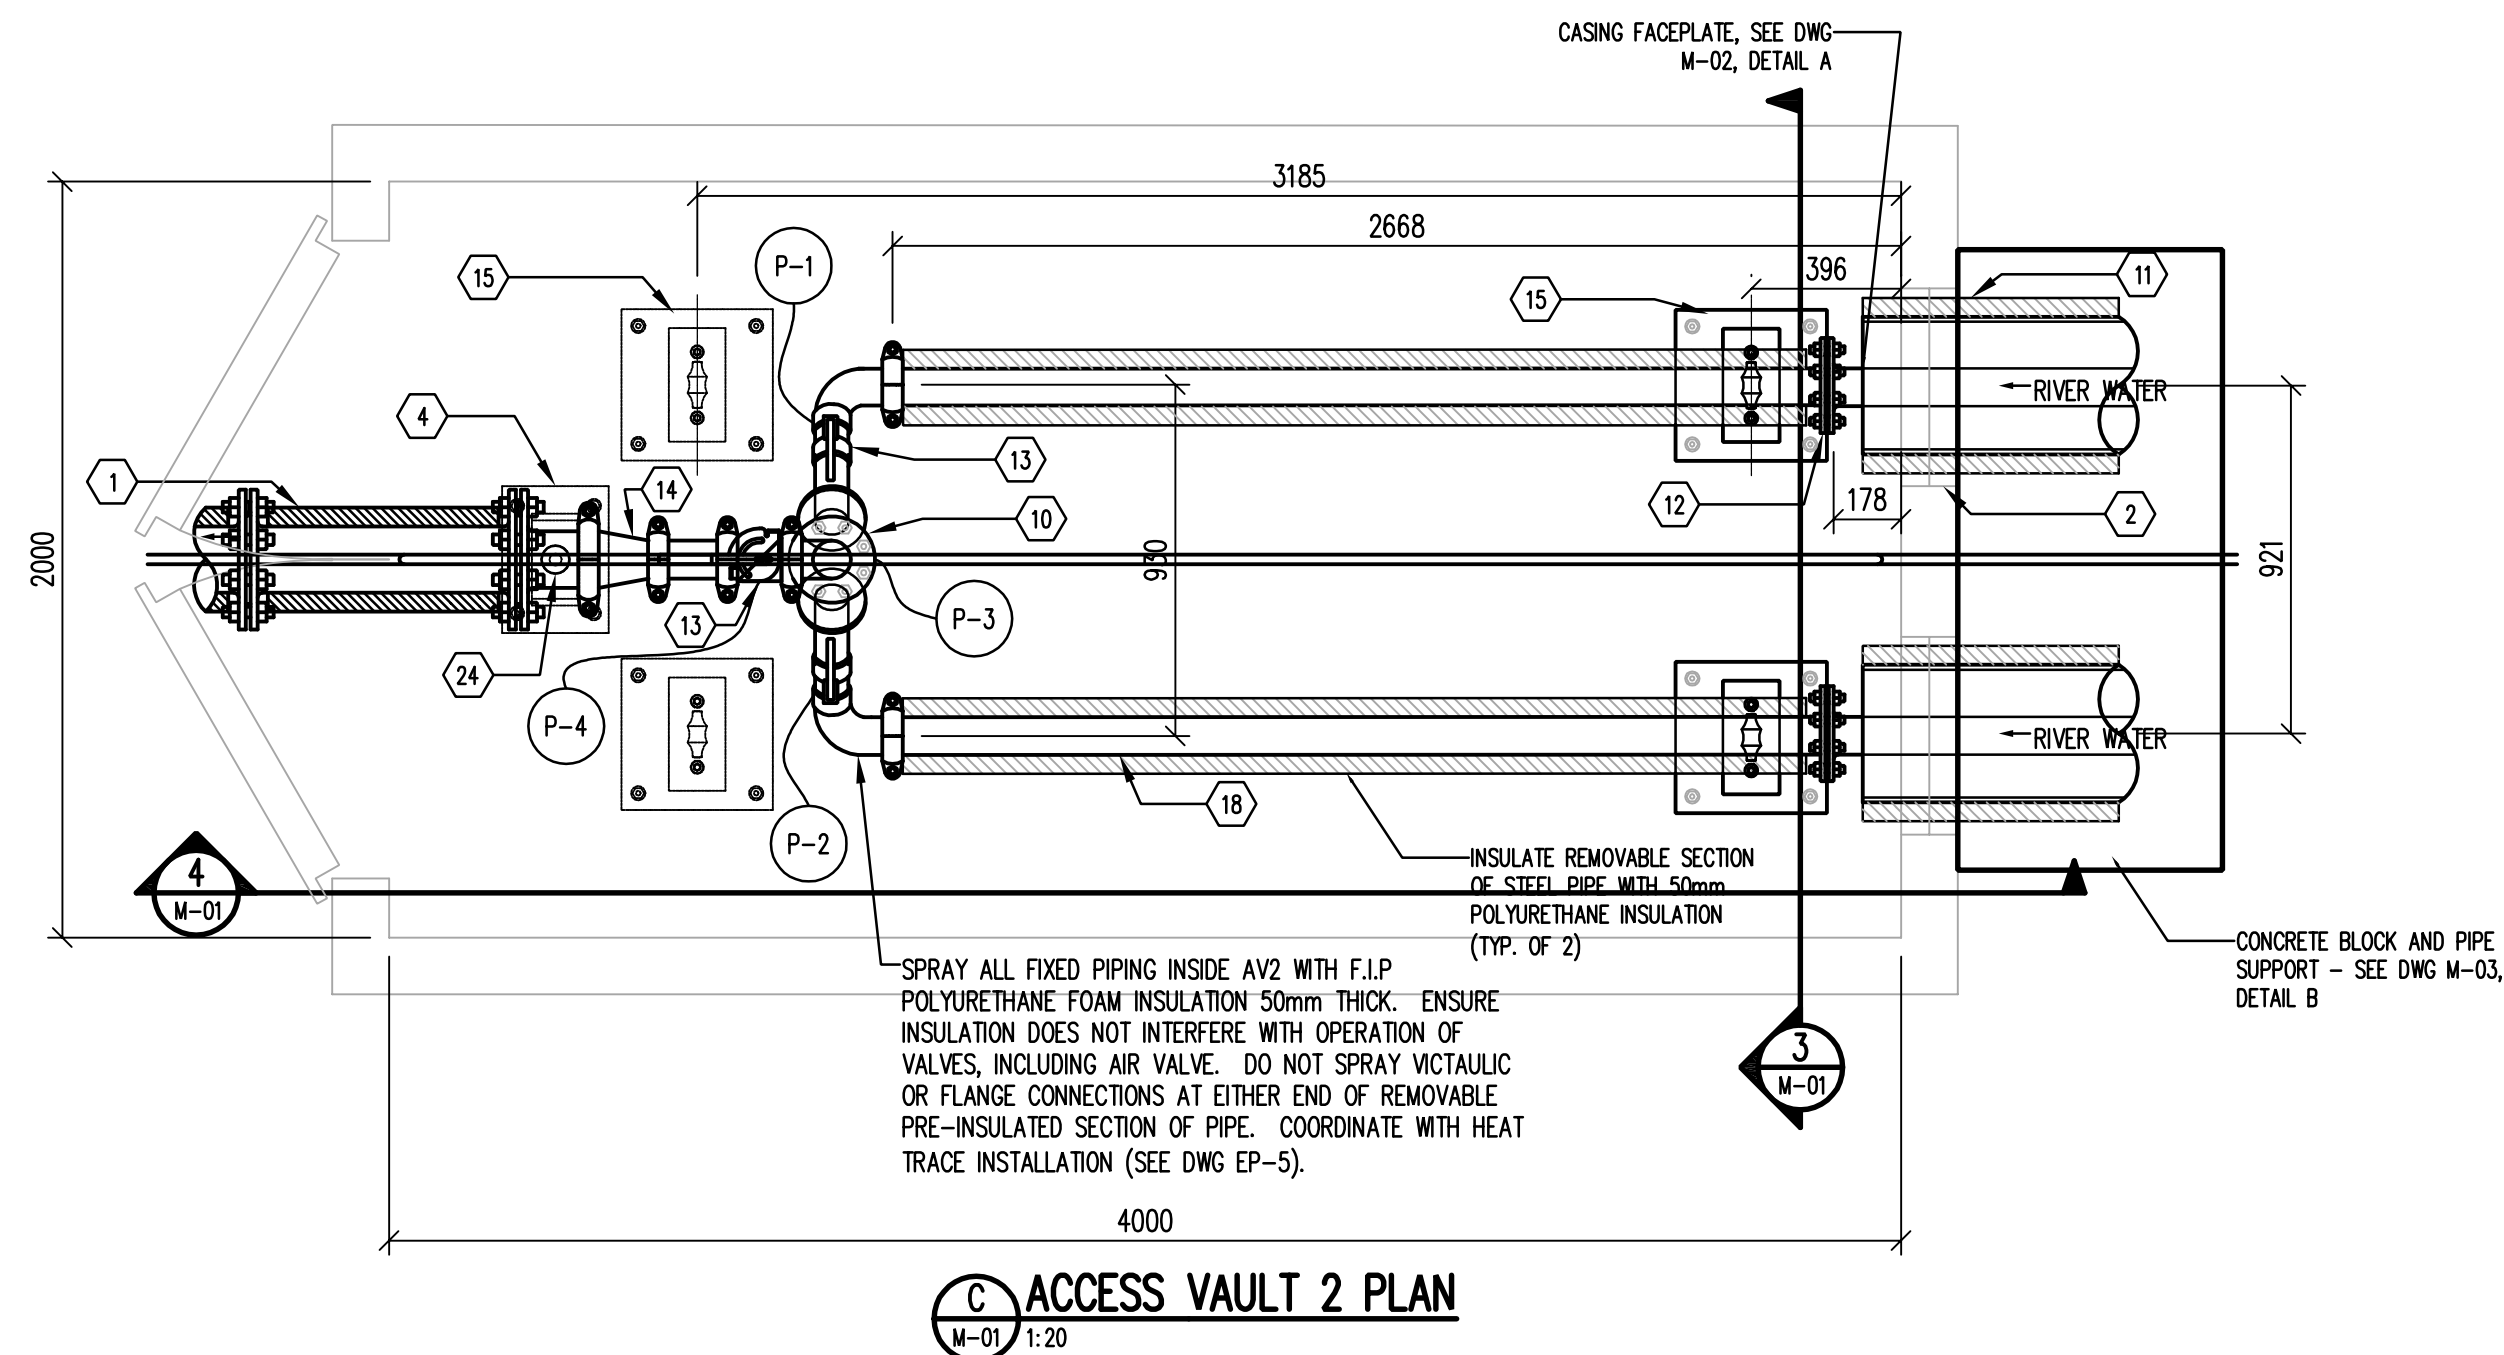 CASING FACEPLATE, SEE DWG
M-02, DETAIL A
3185
2668
396
P-1
15
15
11
4
RIVER WATER
13
1
14
12
178
2
10
2000
930
921
13
P-3
24
P-4
RIVER WATER
18
P-2
4
M-01
INSULATE REMOVABLE SECTION
OF STEEL PIPE WITH 50mm
POLYURETHANE INSULATION
(TYP. OF 2)
CONCRETE BLOCK AND PIPE
SUPPORT - SEE DWG M-03,
DETAIL B
SPRAY ALL FIXED PIPING INSIDE AV2 WITH F.I.P
POLYURETHANE FOAM INSULATION 50mm THICK. ENSURE
INSULATION DOES NOT INTERFERE WITH OPERATION OF
VALVES, INCLUDING AIR VALVE. DO NOT SPRAY VICTAULIC
OR FLANGE CONNECTIONS AT EITHER END OF REMOVABLE
PRE-INSULATED SECTION OF PIPE. COORDINATE WITH HEAT
TRACE INSTALLATION (SEE DWG EP-5).
3
M-01
4000
C
M-01
ACCESS VAULT 2 PLAN
1:20